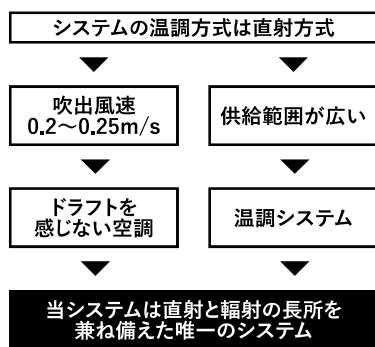 システムの温調方式は直射方式
吹出風速
0.2〜0.25m/s
供給範囲が広い
ドラフトを
感じない空調
温調システム
当システムは直射と輻射の長所を
兼ね備えた唯一のシステム